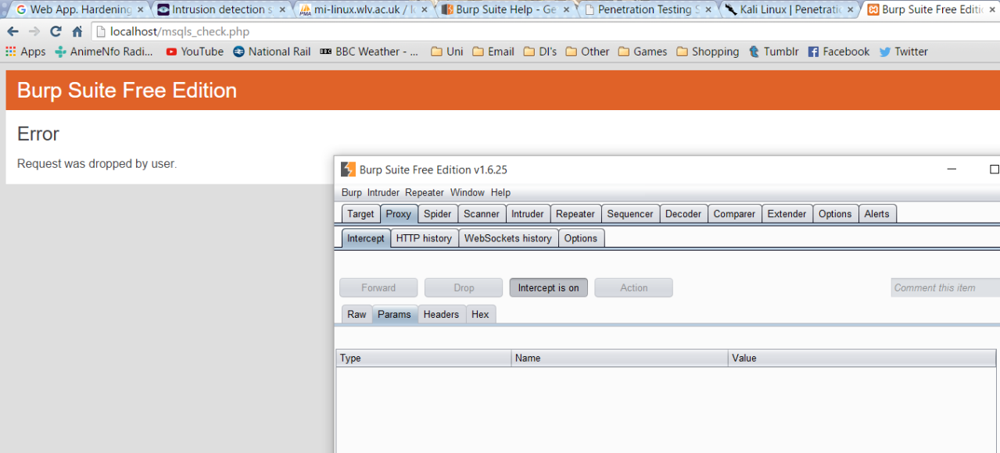 Web App. Hardening
Intrusion detection s
mi-linux.wlv.ac.uk / lo
Burp Suite Help - Ge
Penetration Testing S
Kali Linux | Penetratio
Burp Suite Free Editio
localhost/msqls_check.php
Apps AnimeNfo Radi... YouTube National Rail BBC BBC Weather - ... Uni Email DI's Other Games Shopping Tumblr Facebook Twitter
Burp Suite Free Edition
Error
Request was dropped by user.
Burp Suite Free Edition v1.6.25
Burp Intruder Repeater Window Help
Target Proxy Spider Scanner Intruder Repeater Sequencer Decoder Comparer Extender Options Alerts
Intercept HTTP history WebSockets history Options
Forward Drop Intercept is on Action Comment this item
Raw Params Headers Hex
Type Name Value